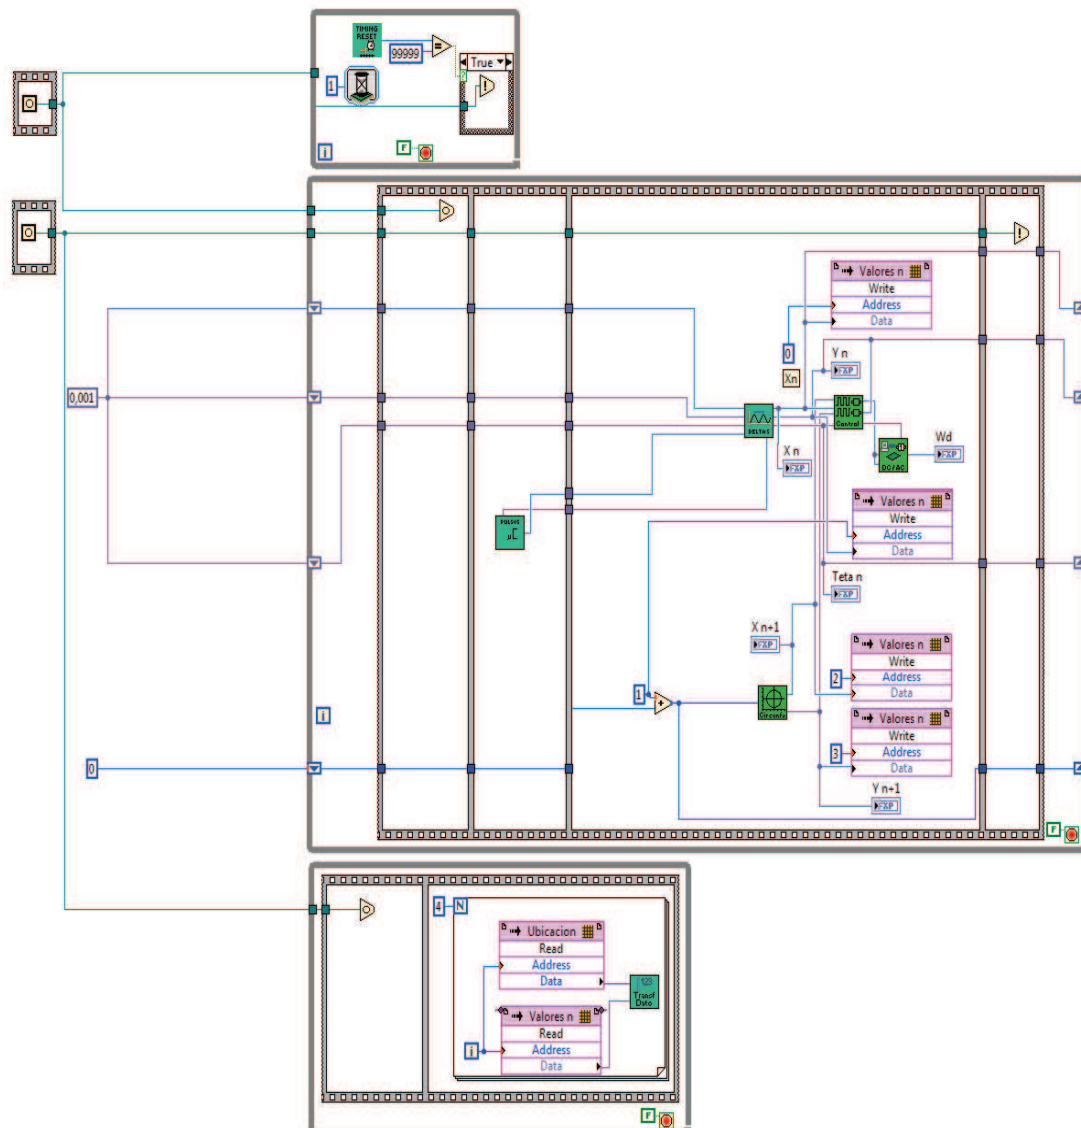 TIMING
RESET
99999
=
True
?
1
!
i
F
!
Valores n
Write
Address
Data
0
Xn
Y n
FXP
0,001
DELTAS
Control
Wd
FXP
DC/AC
X n
FXP
Valores n
Write
Address
Data
PULSOS
µC
Teta n
FXP
X n+1
FXP
Valores n
Write
Address
Data
2
1
+
Valores n
Write
Address
Data
3
i
0
Y n+1
FXP
F
4
N
Ubicacion
Read
Address
Data
123
Transf
Dato
Valores n
Read
Address
Data
i
F